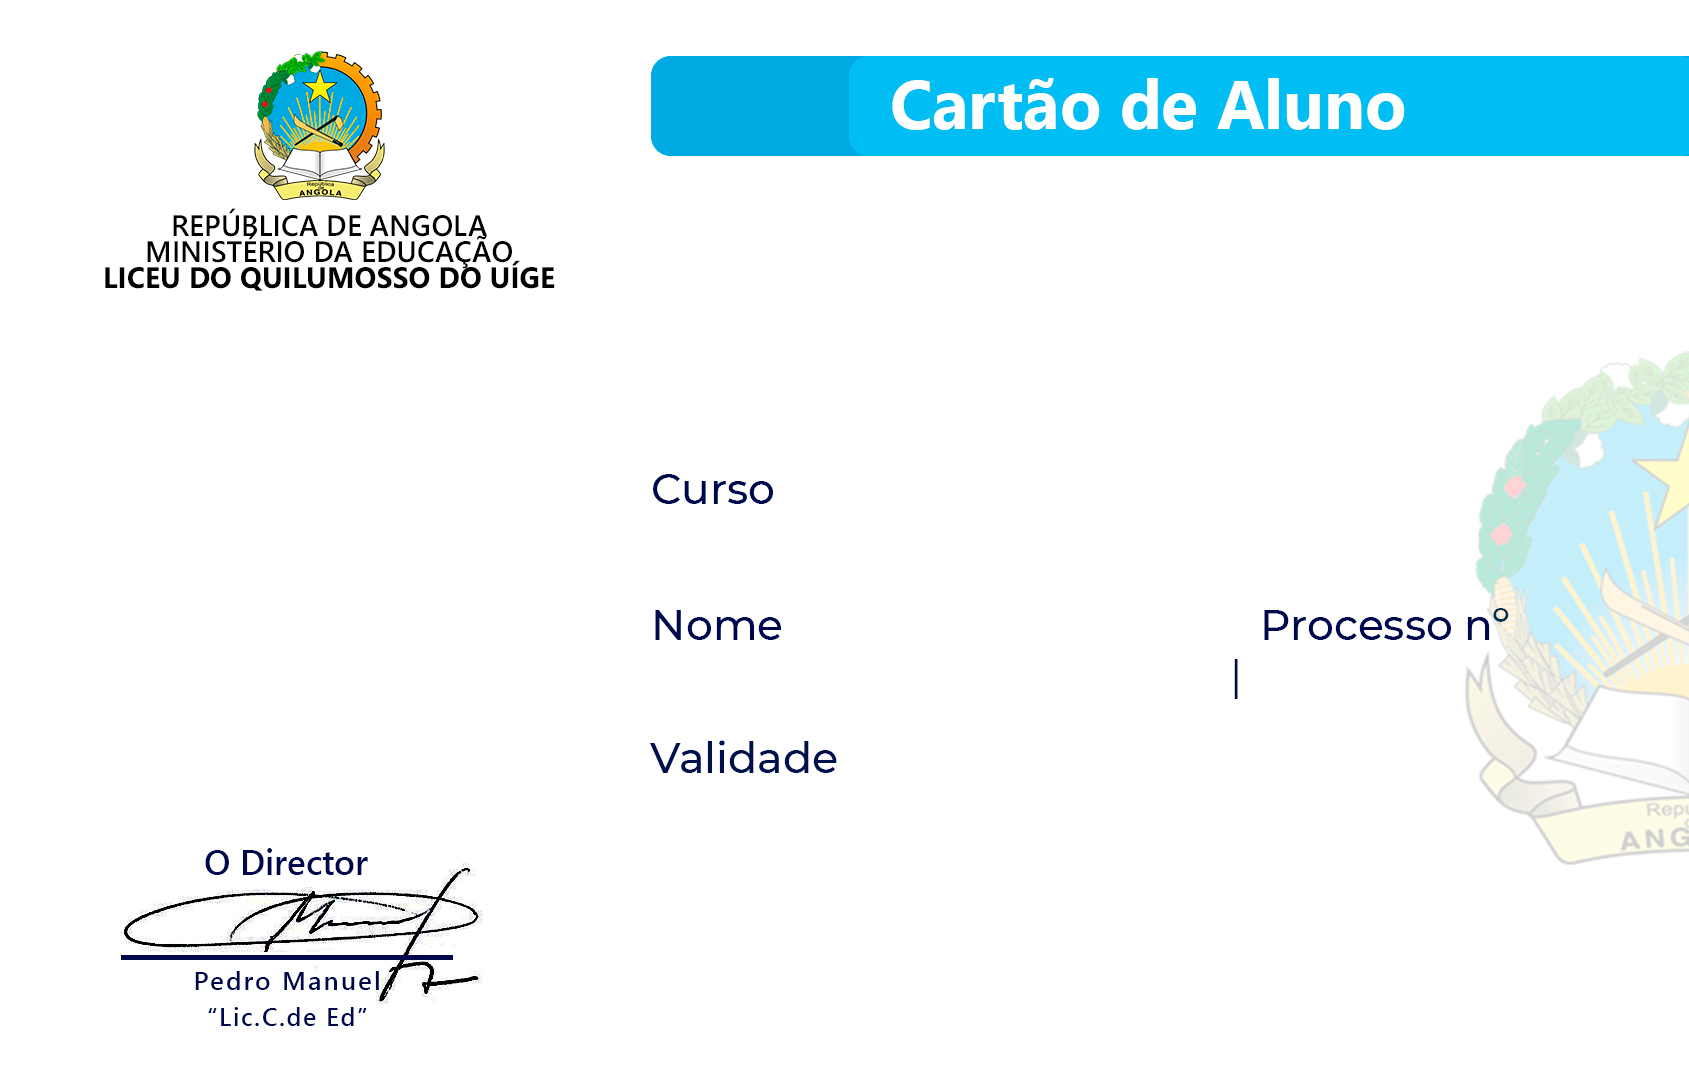 República
de
ANGOLA
REPÚBLICA DE ANGOLA
MINISTÉRIO DA EDUCAÇÃO
LICEU DO QUILUMOSSO DO UÍGE
Cartão de Aluno
Curso
Nome
Processo nº
|
Validade
Repú
ANG
O Director
Pedro Manuel
“Lic.C.de Ed”